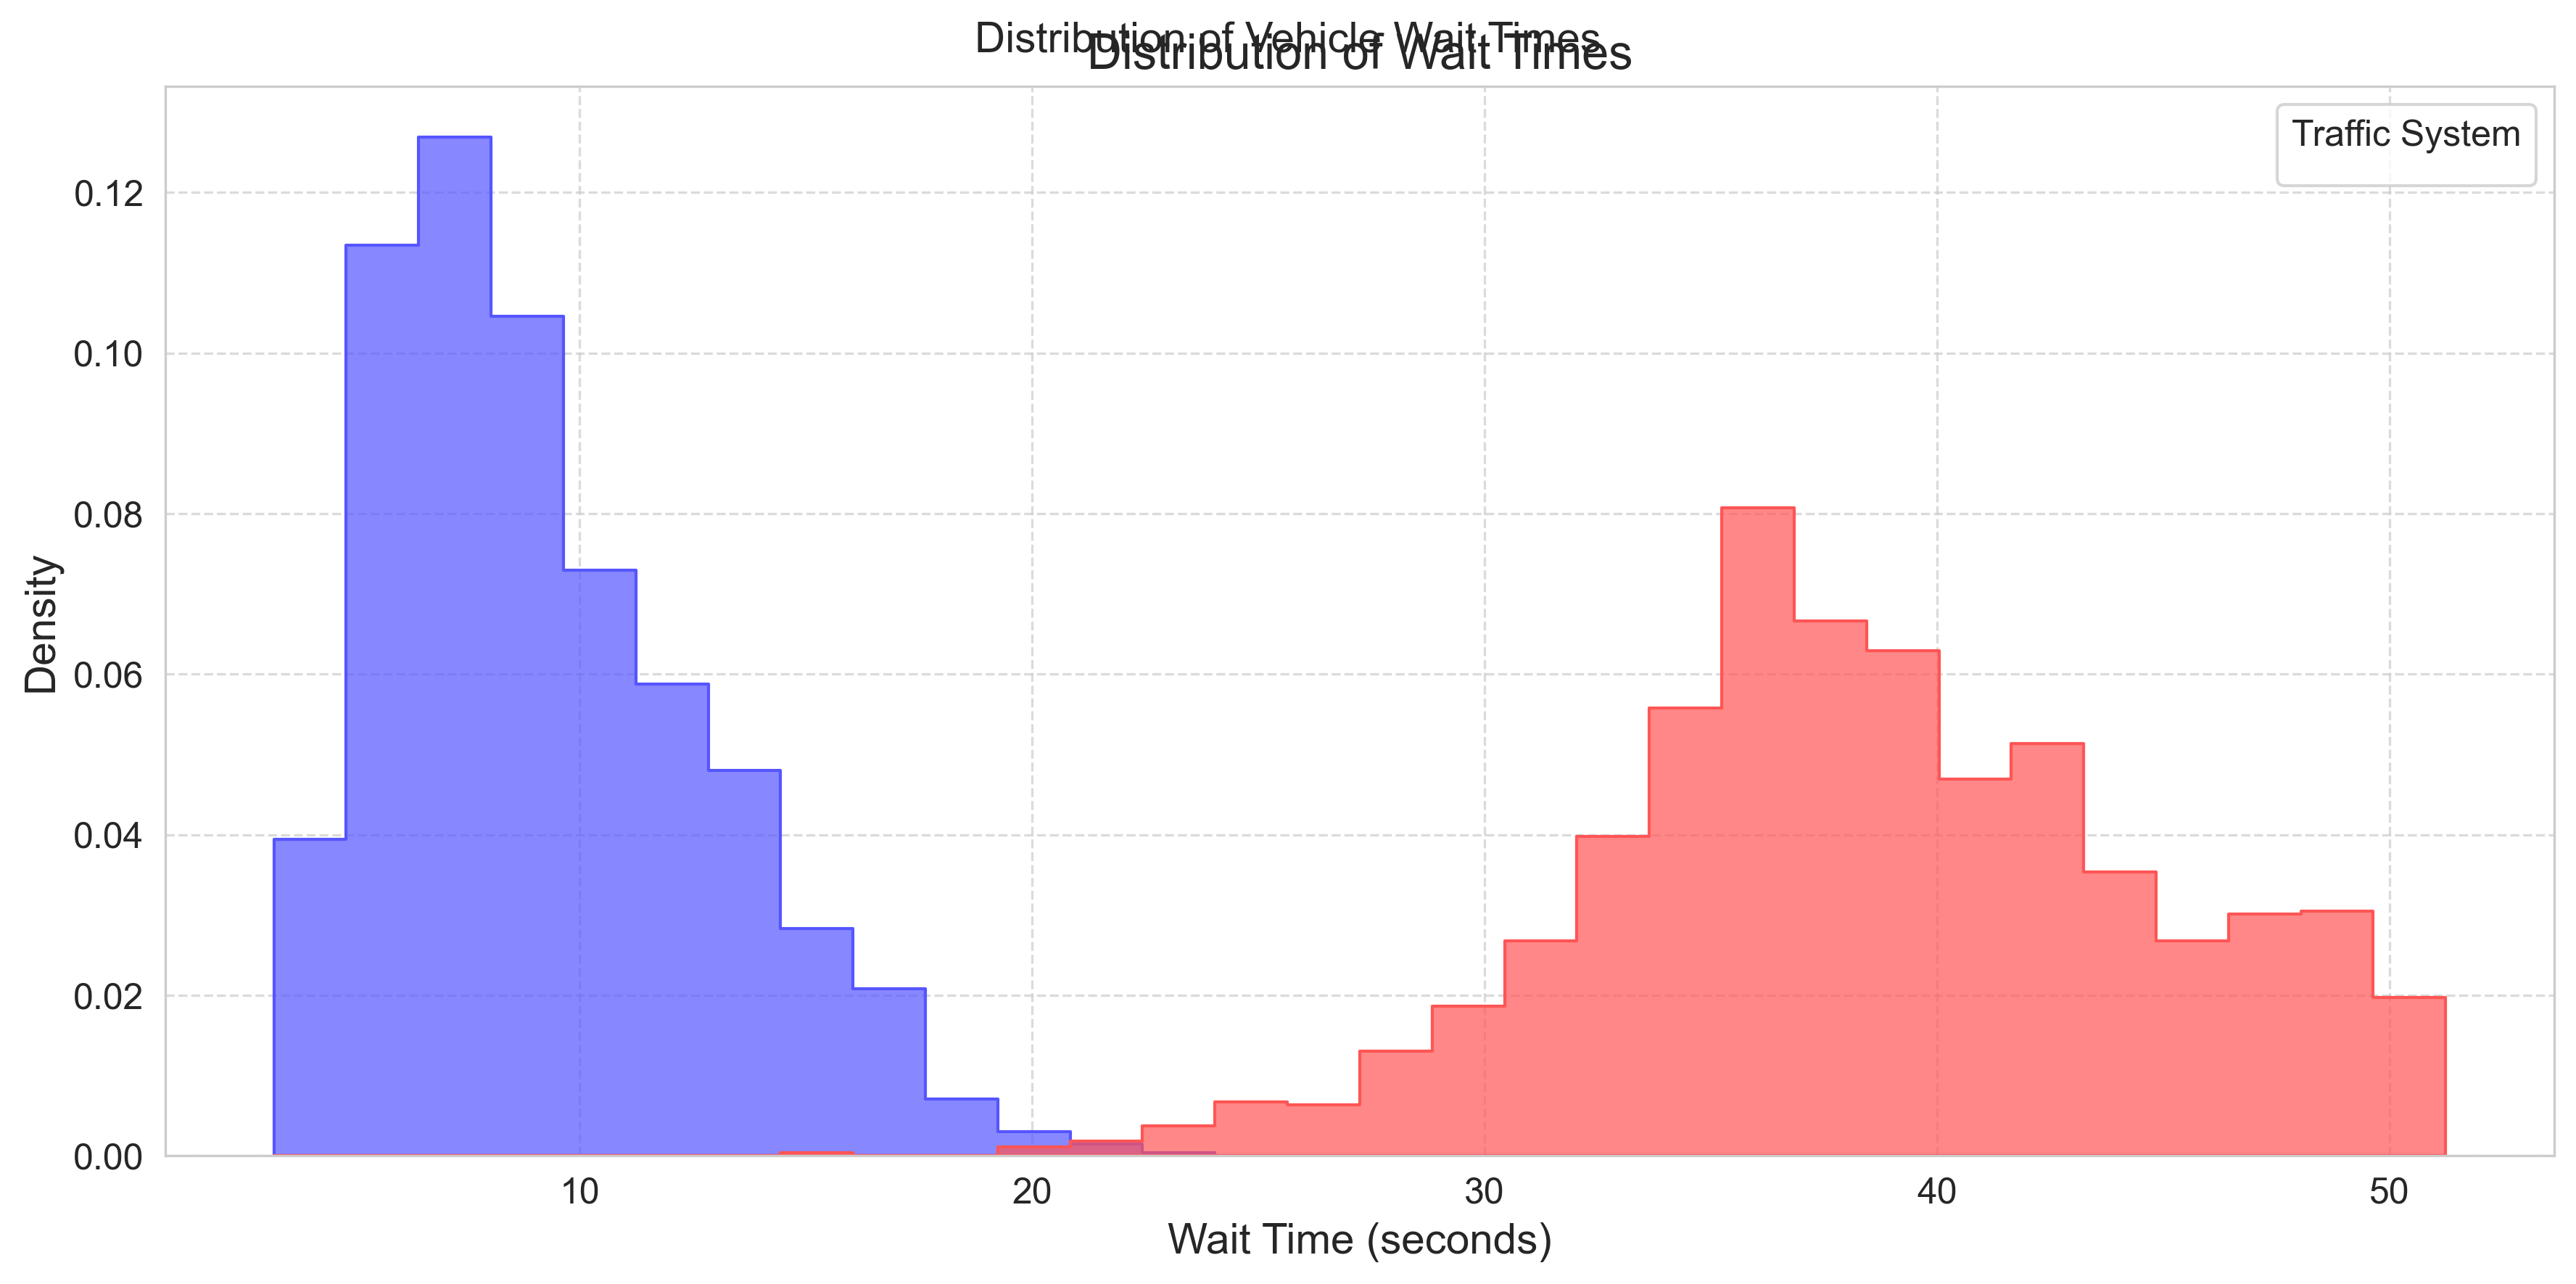 Distribution of Vehicle Wait Times
Distribution of Wait Times
Traffic System
0.12
0.10
0.08
0.06
0.04
0.02
0.00
Density
10 20 30 40 50
Wait Time (seconds)